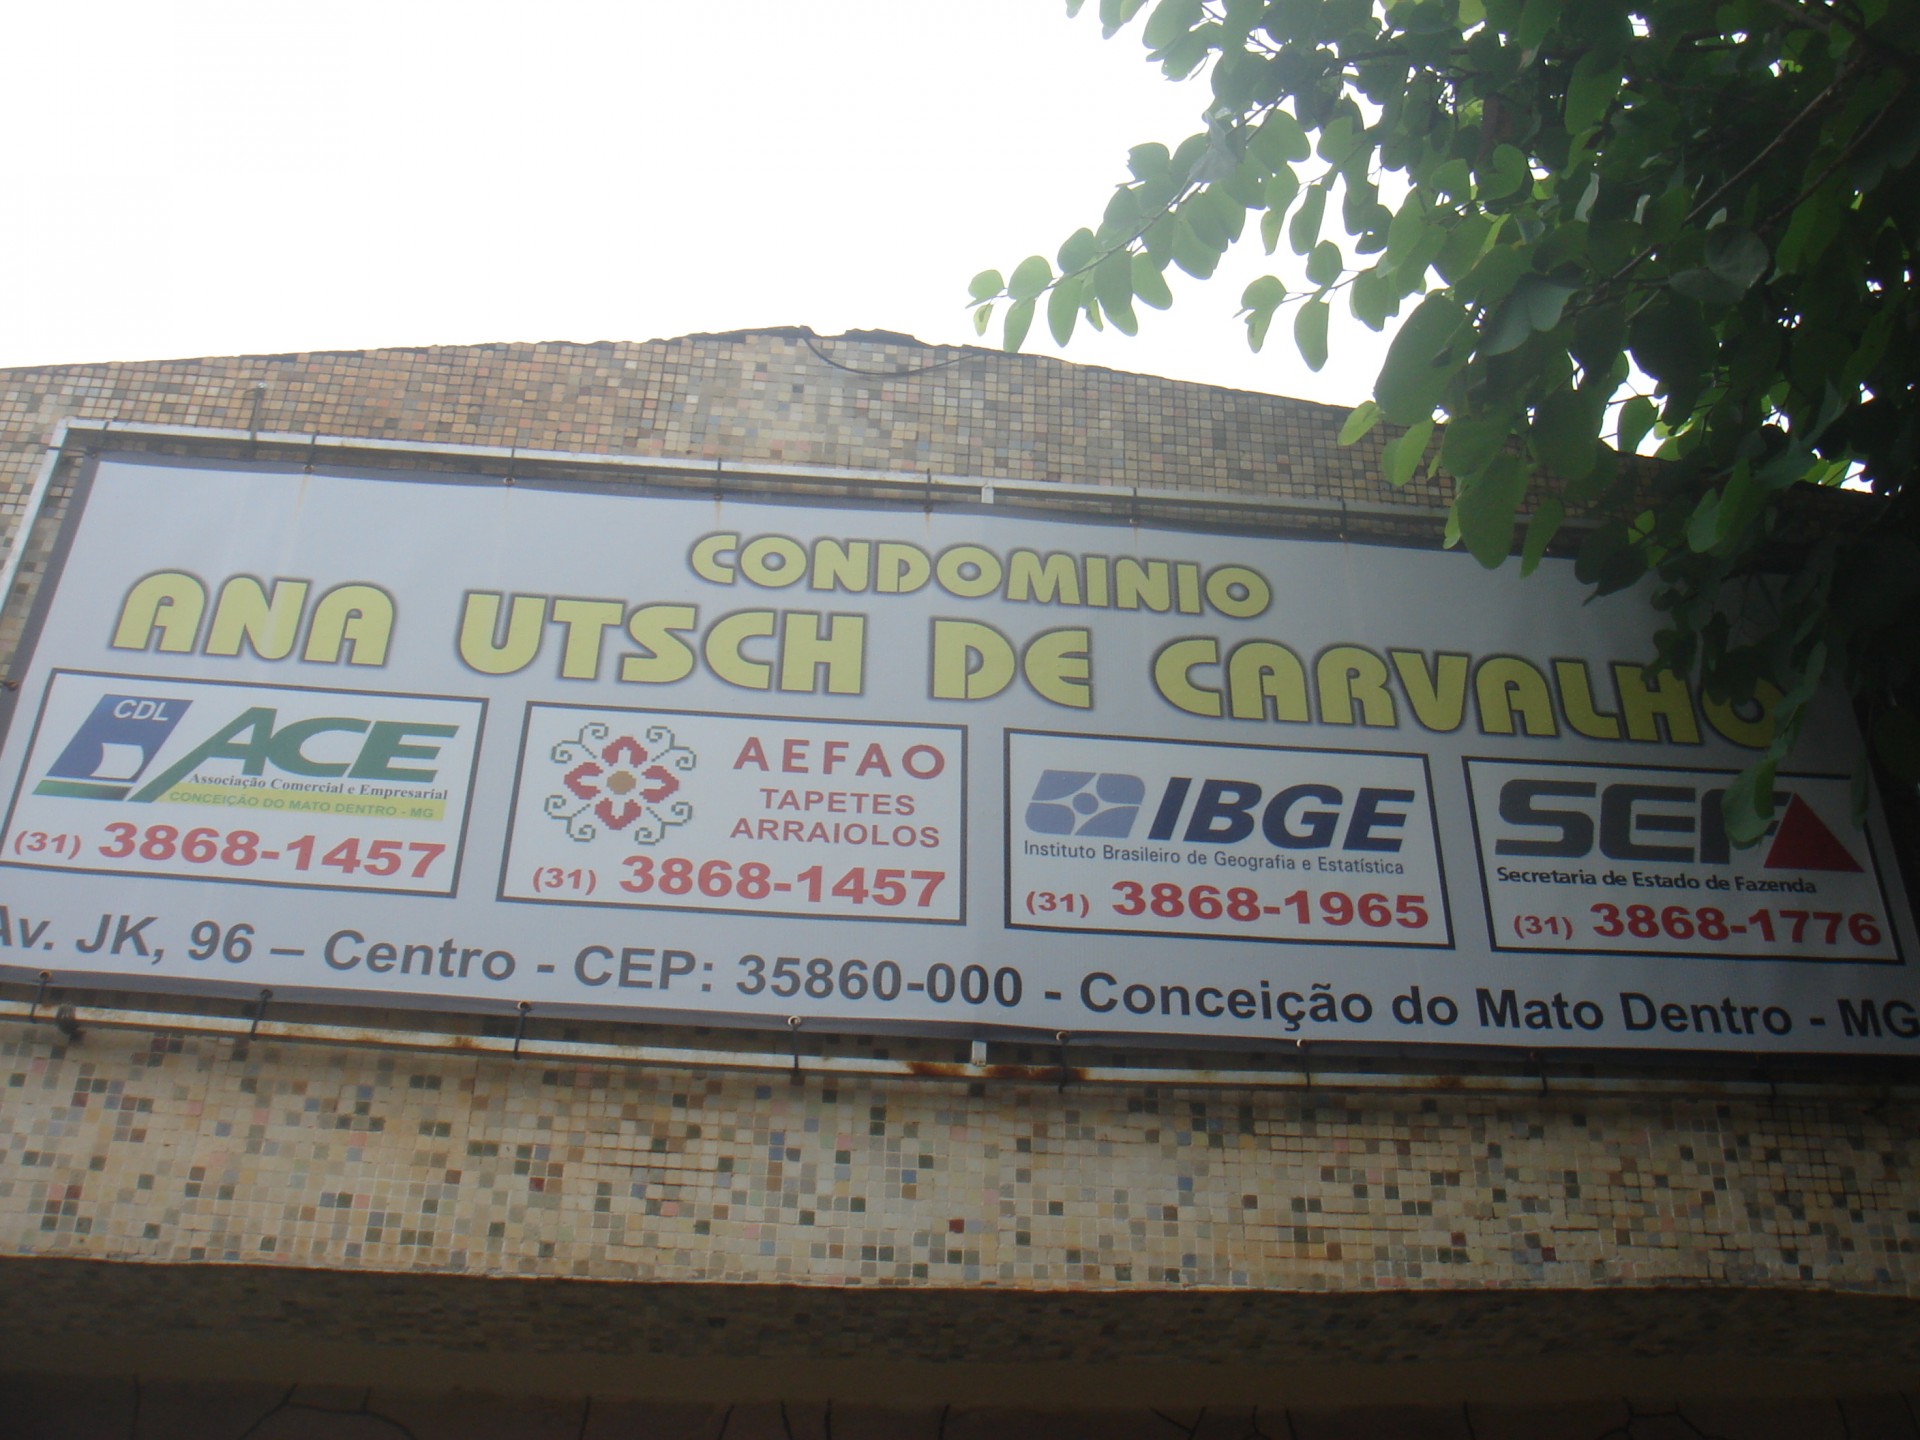 CONDOMINIO
ANA UTSCH DE CARVALHO
CDL
ACE
Associação Comercial e Empresarial
CONCEIÇÃO DO MATO DENTRO - MG
(31) 3868-1457
AEFAO
TAPETES
ARRAIOLOS
(31) 3868-1457
IBGE
Instituto Brasileiro de Geografia e Estatística
(31) 3868-1965
SEF
Secretaria de Estado de Fazenda
(31) 3868-1776
Av. JK, 96 – Centro - CEP: 35860-000 - Conceição do Mato Dentro - MG